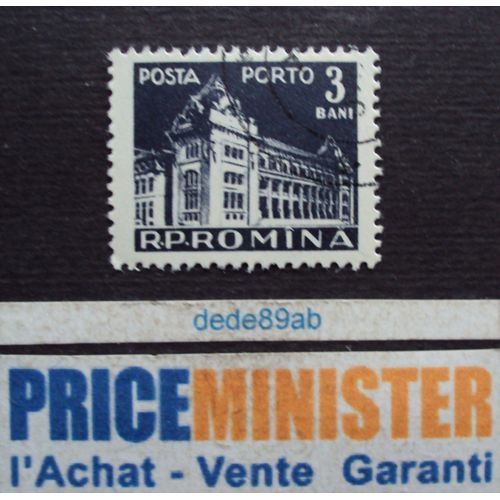 POSTA PORTO 3
BANI
R.P.ROMINA
dede89ab
PRICEMINISTER
l'Achat - Vente Garanti